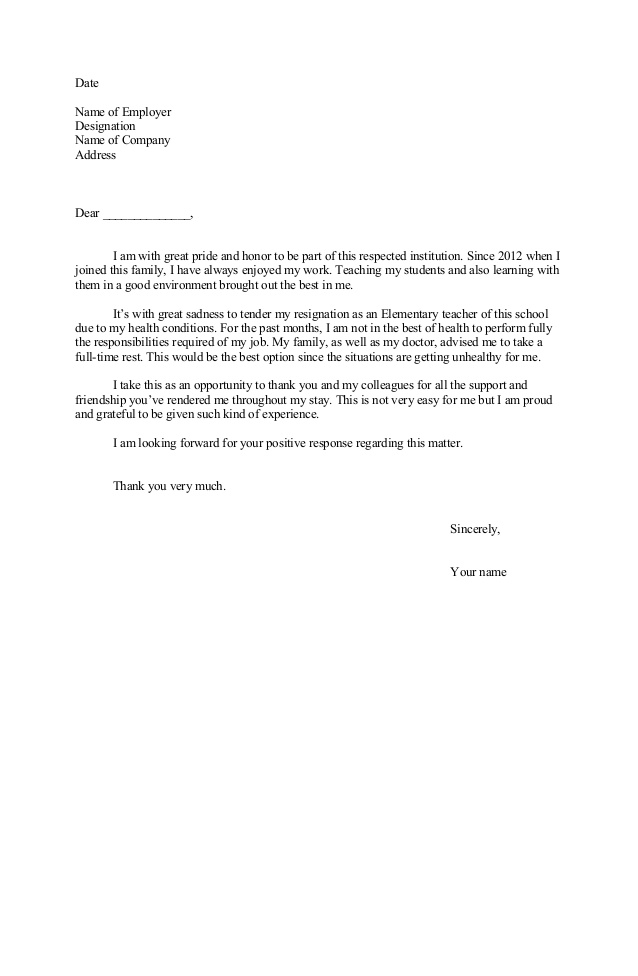 Date
Name of Employer
Designation
Name of Company
Address
Dear ______________,
I am with great pride and honor to be part of this respected institution. Since 2012 when I
joined this family, I have always enjoyed my work. Teaching my students and also learning with
them in a good environment brought out the best in me.
It's with great sadness to tender my resignation as an Elementary teacher of this school
due to my health conditions. For the past months, I am not in the best of health to perform fully
the responsibilities required of my job. My family, as well as my doctor, advised me to take a
full-time rest. This would be the best option since the situations are getting unhealthy for me.
I take this as an opportunity to thank you and my colleagues for all the support and
friendship you've rendered me throughout my stay. This is not very easy for me but I am proud
and grateful to be given such kind of experience.
I am looking forward for your positive response regarding this matter.
Thank you very much.
Sincerely,
Your name